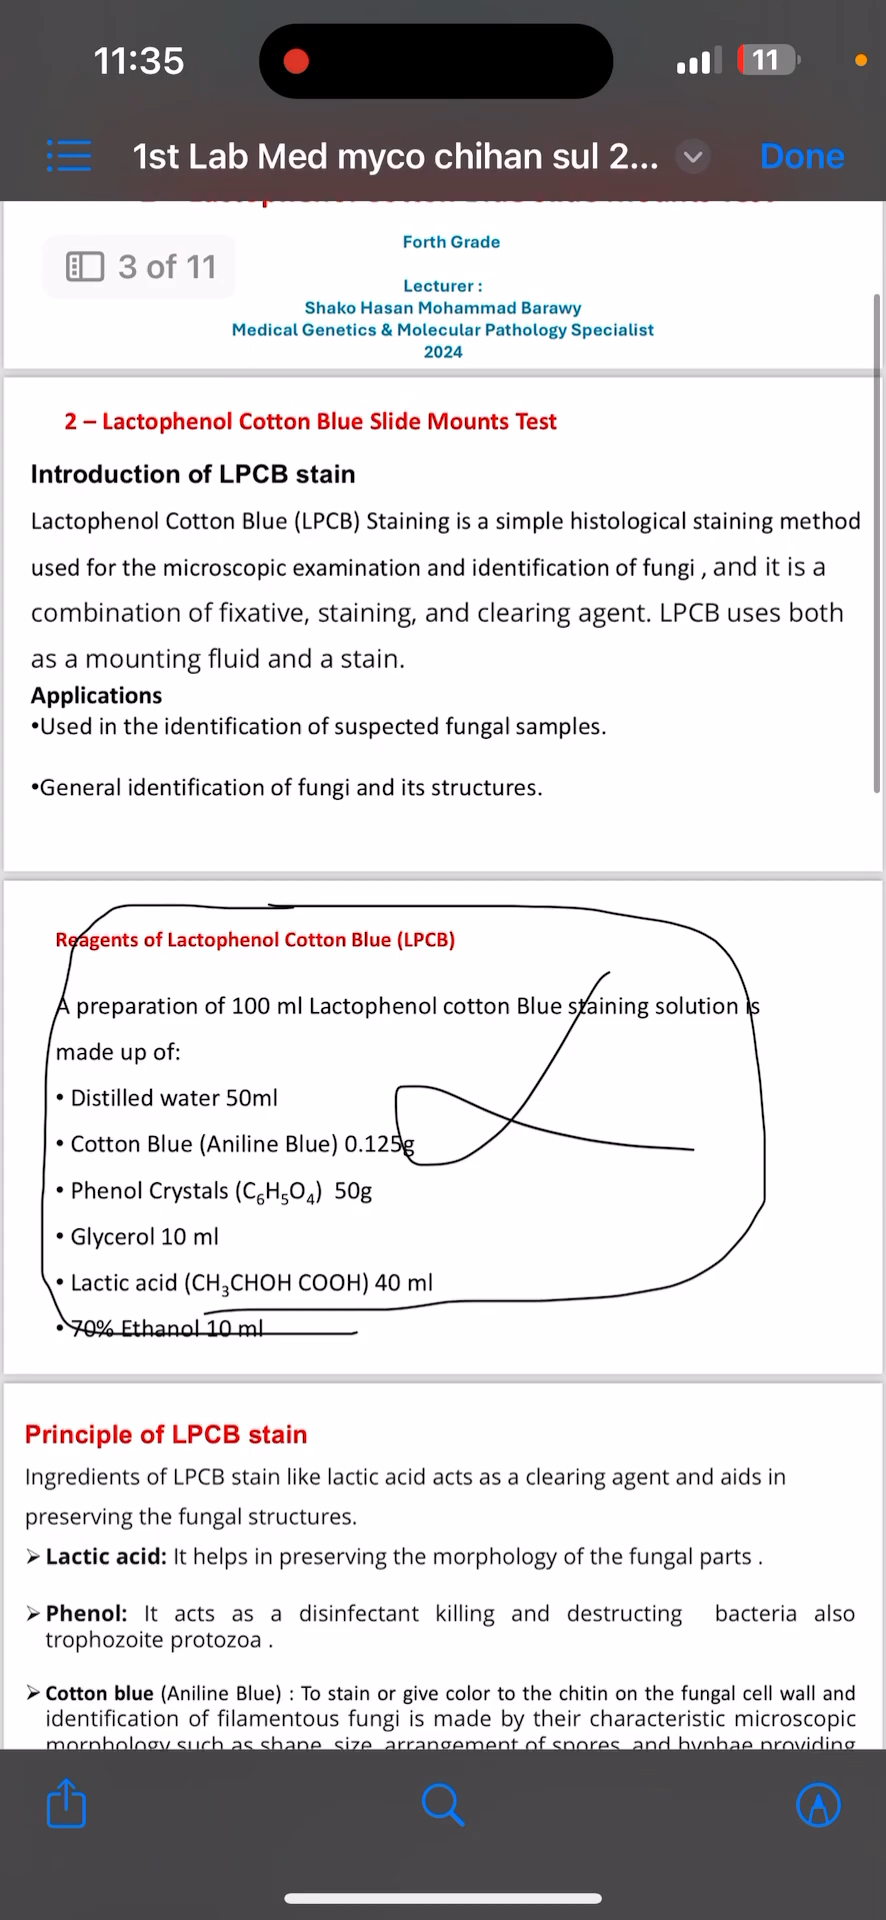 11:35
11
1st Lab Med myco chihan sul 2...
Done
3 of 11
Forth Grade
Lecturer :
Shako Hasan Mohammad Barawy
Medical Genetics & Molecular Pathology Specialist
2024
2 – Lactophenol Cotton Blue Slide Mounts Test
Introduction of LPCB stain
Lactophenol Cotton Blue (LPCB) Staining is a simple histological staining method
used for the microscopic examination and identification of fungi , and it is a
combination of fixative, staining, and clearing agent. LPCB uses both
as a mounting fluid and a stain.
Applications
•Used in the identification of suspected fungal samples.
•General identification of fungi and its structures.
Reagents of Lactophenol Cotton Blue (LPCB)
A preparation of 100 ml Lactophenol cotton Blue staining solution is
made up of:
• Distilled water 50ml
• Cotton Blue (Aniline Blue) 0.125g
• Phenol Crystals (C₆H₅O₄) 50g
• Glycerol 10 ml
• Lactic acid (CH₃CHOH COOH) 40 ml
• 70% Ethanol 10 ml
Principle of LPCB stain
Ingredients of LPCB stain like lactic acid acts as a clearing agent and aids in
preserving the fungal structures.
➢ Lactic acid: It helps in preserving the morphology of the fungal parts .
➢ Phenol: It acts as a disinfectant killing and destructing bacteria also
trophozoite protozoa .
➢ Cotton blue (Aniline Blue) : To stain or give color to the chitin on the fungal cell wall and
identification of filamentous fungi is made by their characteristic microscopic
morphology such as shape, size, arrangement of spores, and hyphae providing